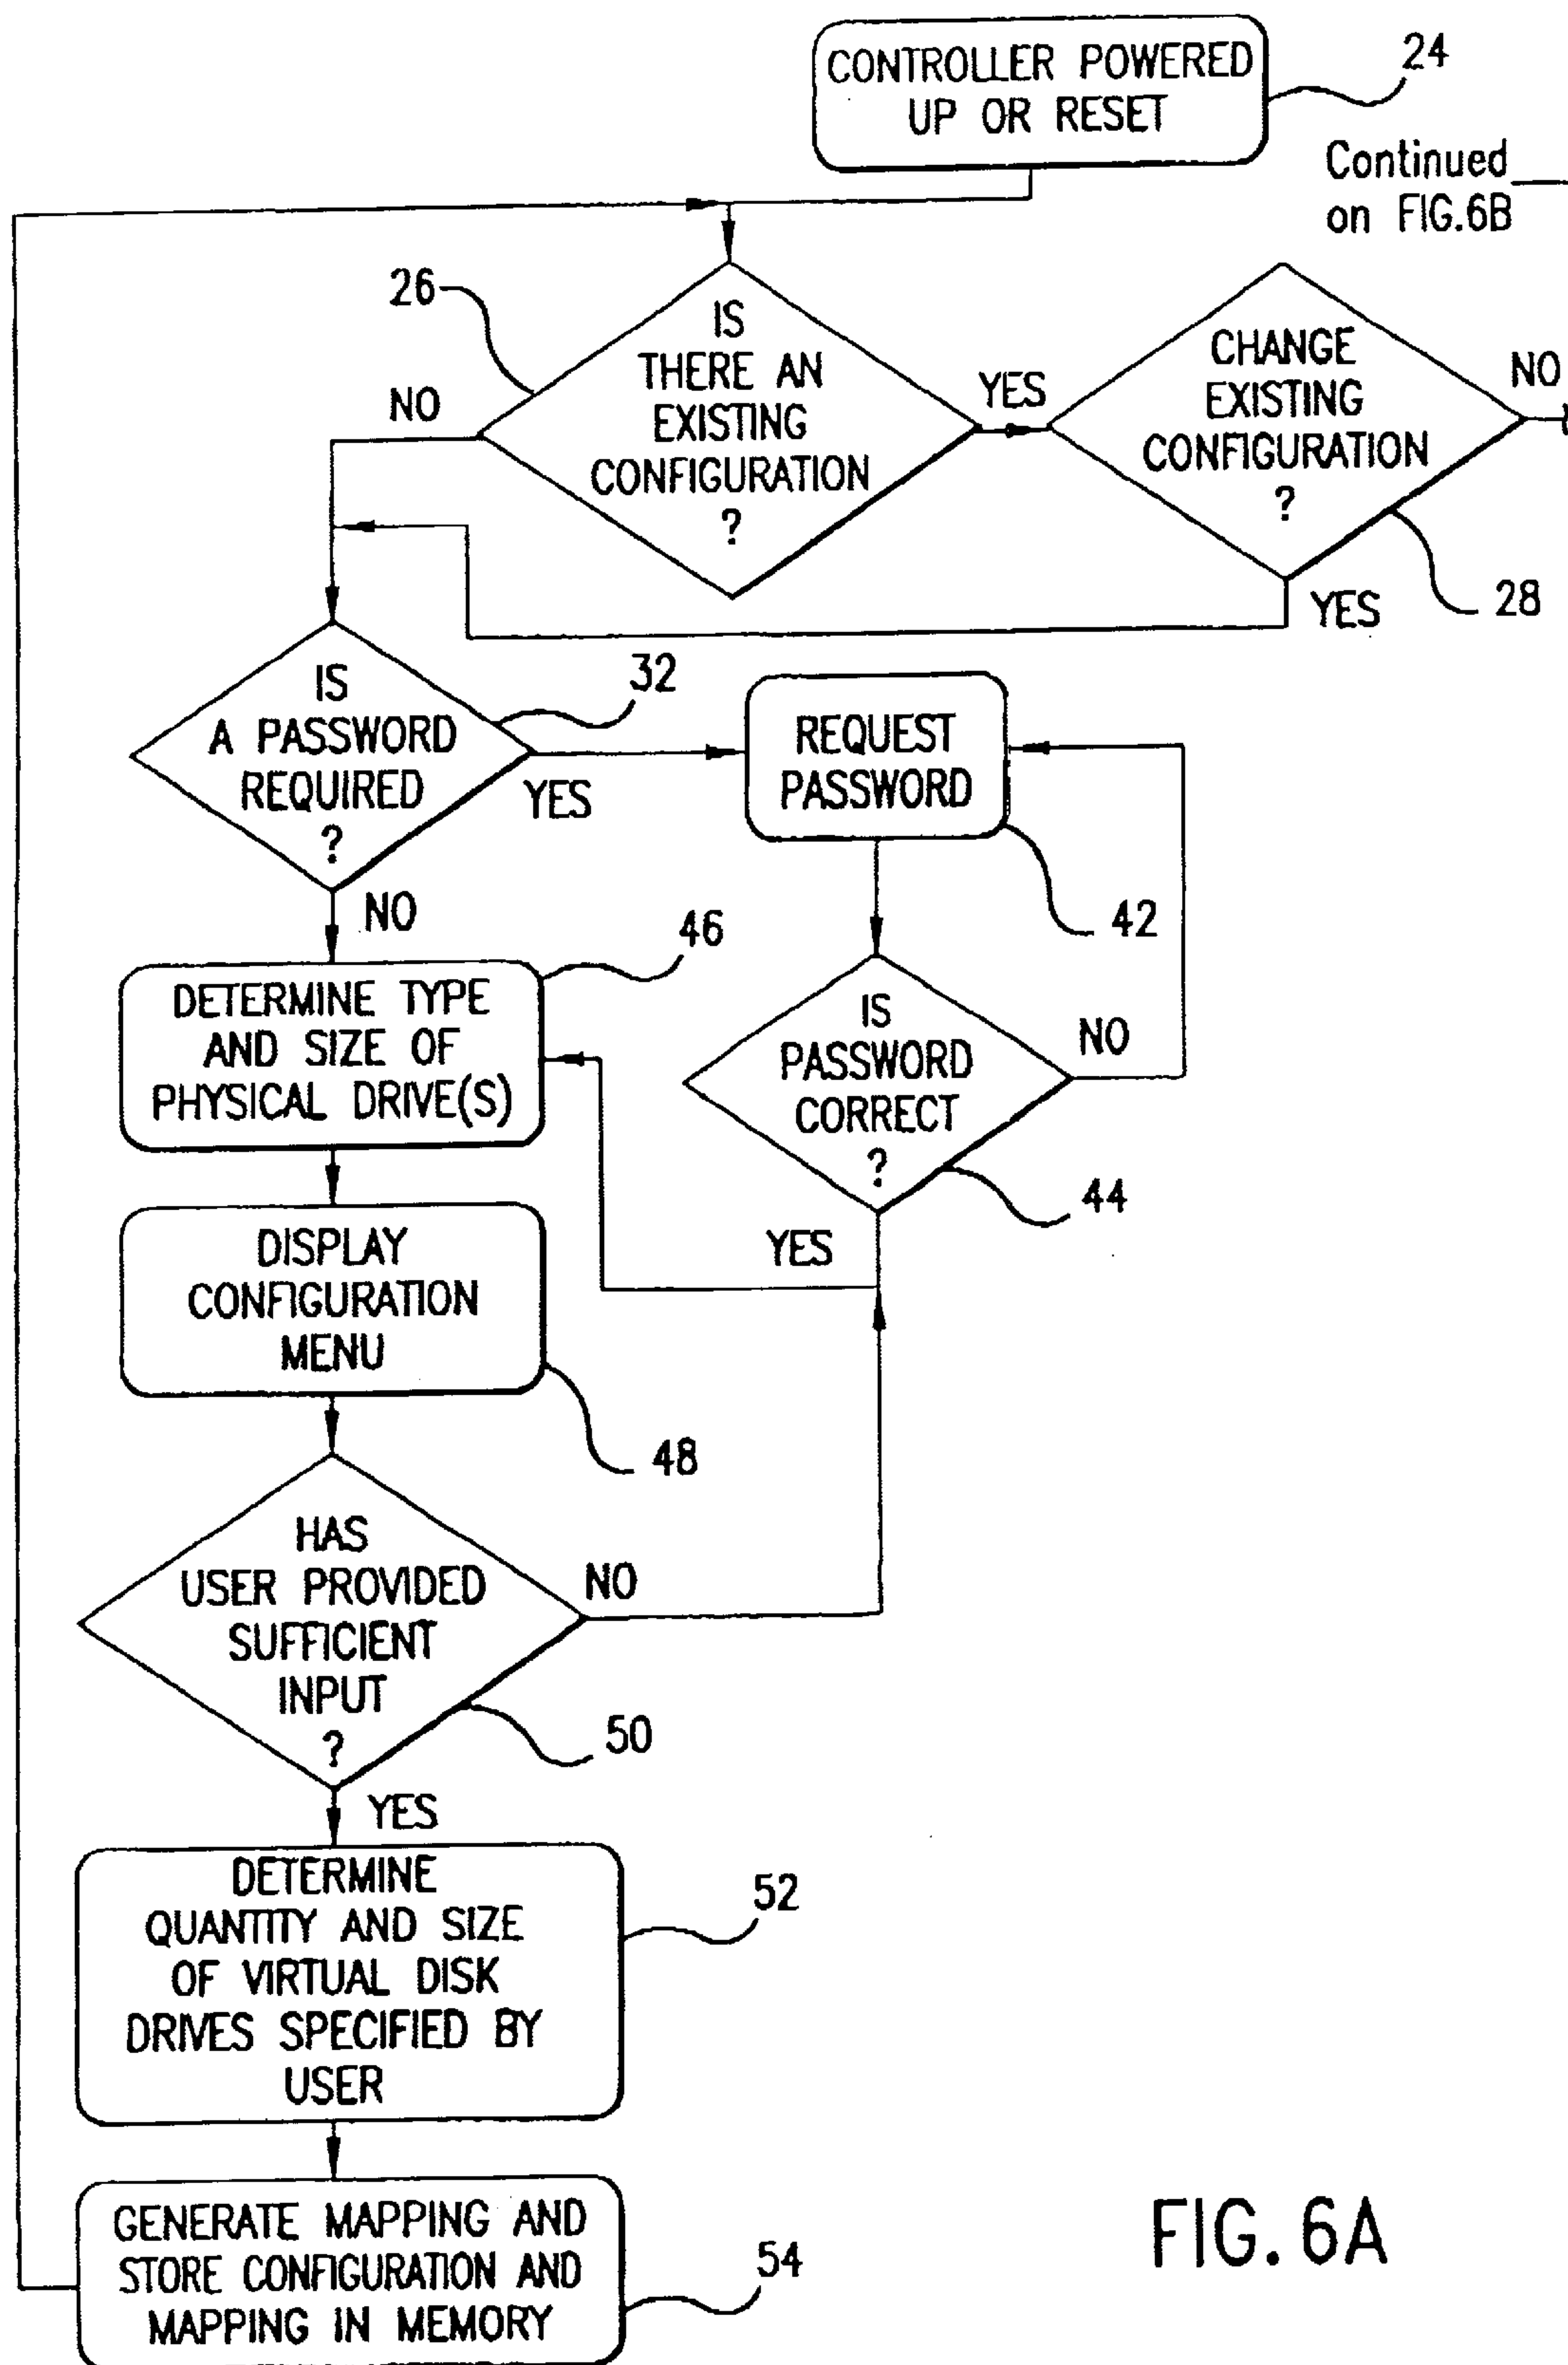 CONTROLLER POWERED
UP OR RESET
24
Continued
on FIG.6B
26
IS
THERE AN
EXISTING
CONFIGURATION
?
NO
YES
CHANGE
EXISTING
CONFIGURATION
?
NO
28
YES
IS
A PASSWORD
REQUIRED
?
32
YES
NO
REQUEST
PASSWORD
42
IS
PASSWORD
CORRECT
?
NO
44
YES
46
DETERMINE TYPE
AND SIZE OF
PHYSICAL DRIVE(S)
DISPLAY
CONFIGURATION
MENU
48
HAS
USER PROVIDED
SUFFICIENT
INPUT
?
NO
50
YES
DETERMINE
QUANTITY AND SIZE
OF VIRTUAL DISK
DRIVES SPECIFIED BY
USER
52
GENERATE MAPPING AND
STORE CONFIGURATION AND
MAPPING IN MEMORY
54
FIG. 6A